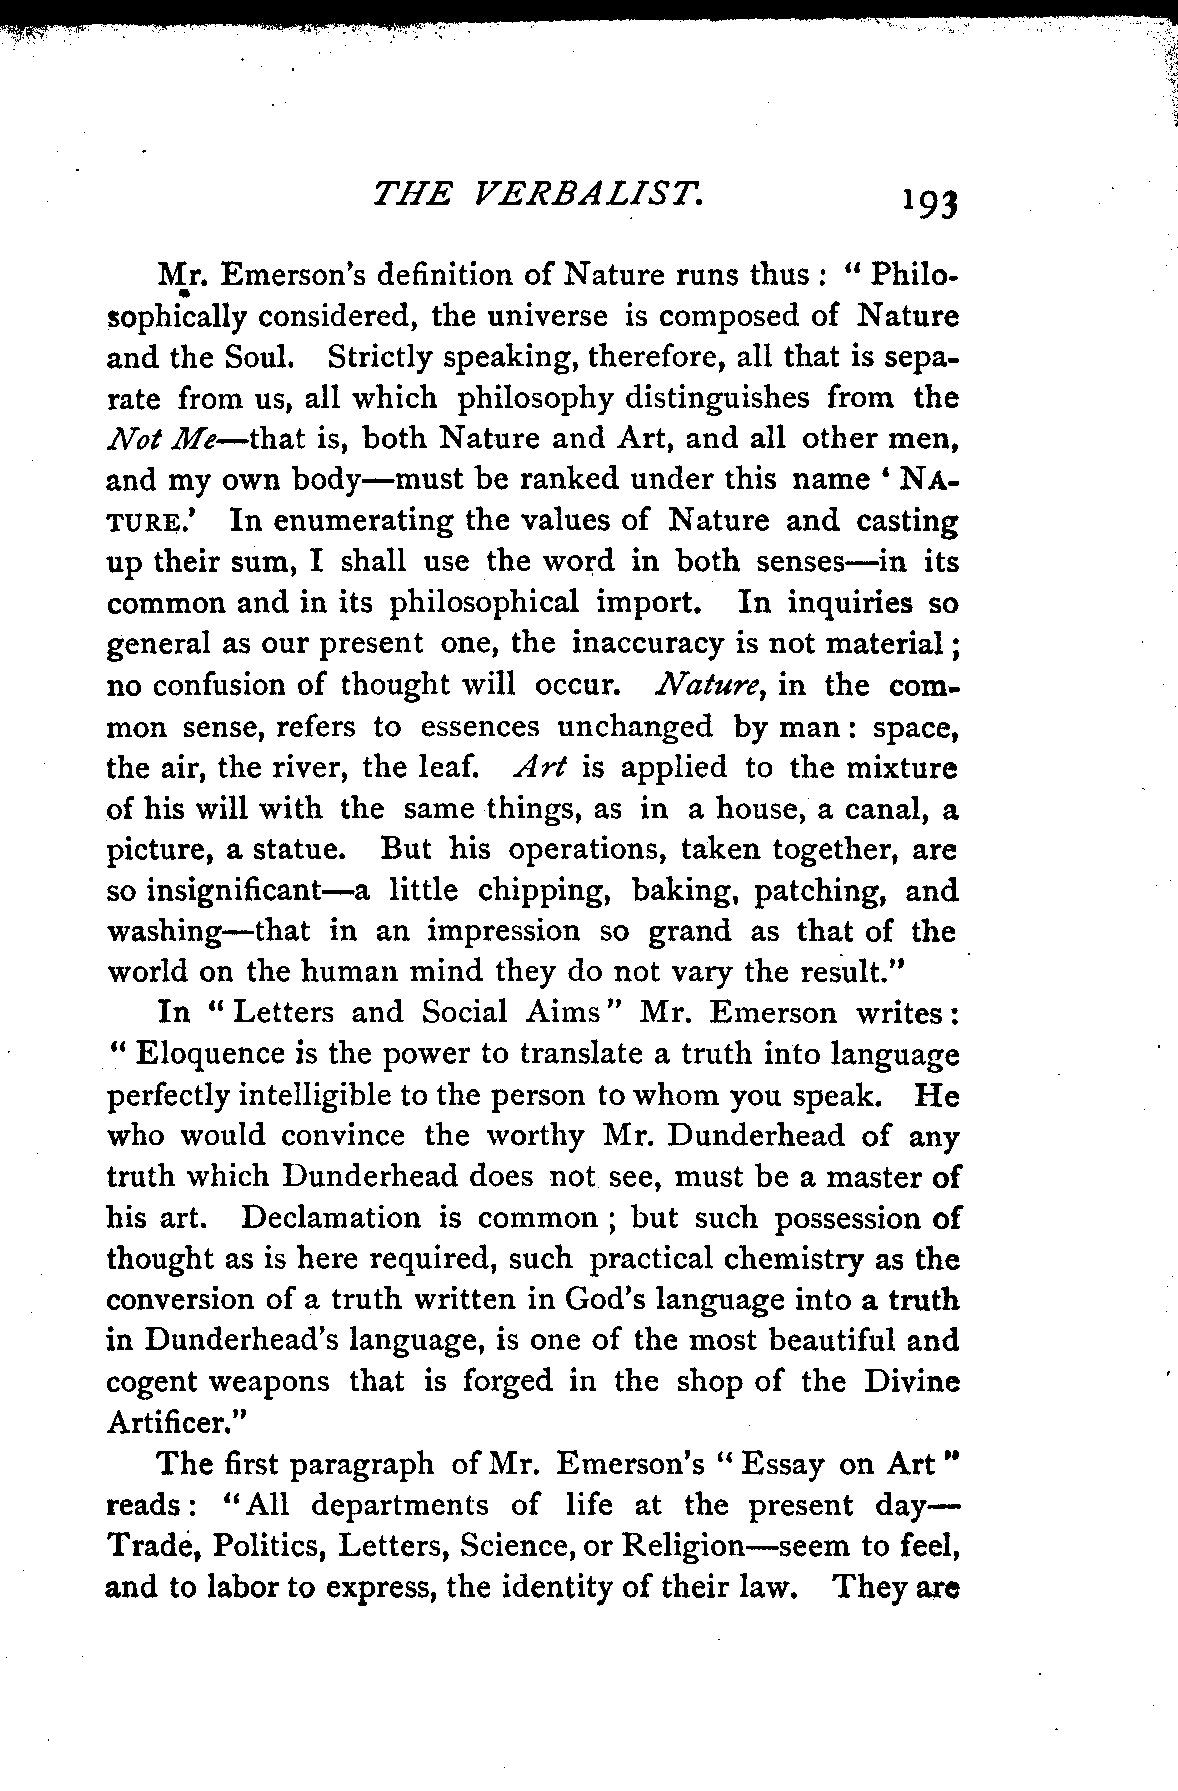 THE VERBALIST. 193
Mr. Emerson's definition of Nature runs thus : " Philo-
sophically considered, the universe is composed of Nature
and the Soul. Strictly speaking, therefore, all that is sepa-
rate from us, all which philosophy distinguishes from the
Not Me—that is, both Nature and Art, and all other men,
and my own body—must be ranked under this name ' NA-
TURE.' In enumerating the values of Nature and casting
up their sum, I shall use the word in both senses—in its
common and in its philosophical import. In inquiries so
general as our present one, the inaccuracy is not material ;
no confusion of thought will occur. Nature, in the com-
mon sense, refers to essences unchanged by man : space,
the air, the river, the leaf. Art is applied to the mixture
of his will with the same things, as in a house, a canal, a
picture, a statue. But his operations, taken together, are
so insignificant—a little chipping, baking, patching, and
washing—that in an impression so grand as that of the
world on the human mind they do not vary the result."
In " Letters and Social Aims" Mr. Emerson writes :
" Eloquence is the power to translate a truth into language
perfectly intelligible to the person to whom you speak. He
who would convince the worthy Mr. Dunderhead of any
truth which Dunderhead does not see, must be a master of
his art. Declamation is common ; but such possession of
thought as is here required, such practical chemistry as the
conversion of a truth written in God's language into a truth
in Dunderhead's language, is one of the most beautiful and
cogent weapons that is forged in the shop of the Divine
Artificer."
The first paragraph of Mr. Emerson's " Essay on Art "
reads : "All departments of life at the present day—
Trade, Politics, Letters, Science, or Religion—seem to feel,
and to labor to express, the identity of their law. They are